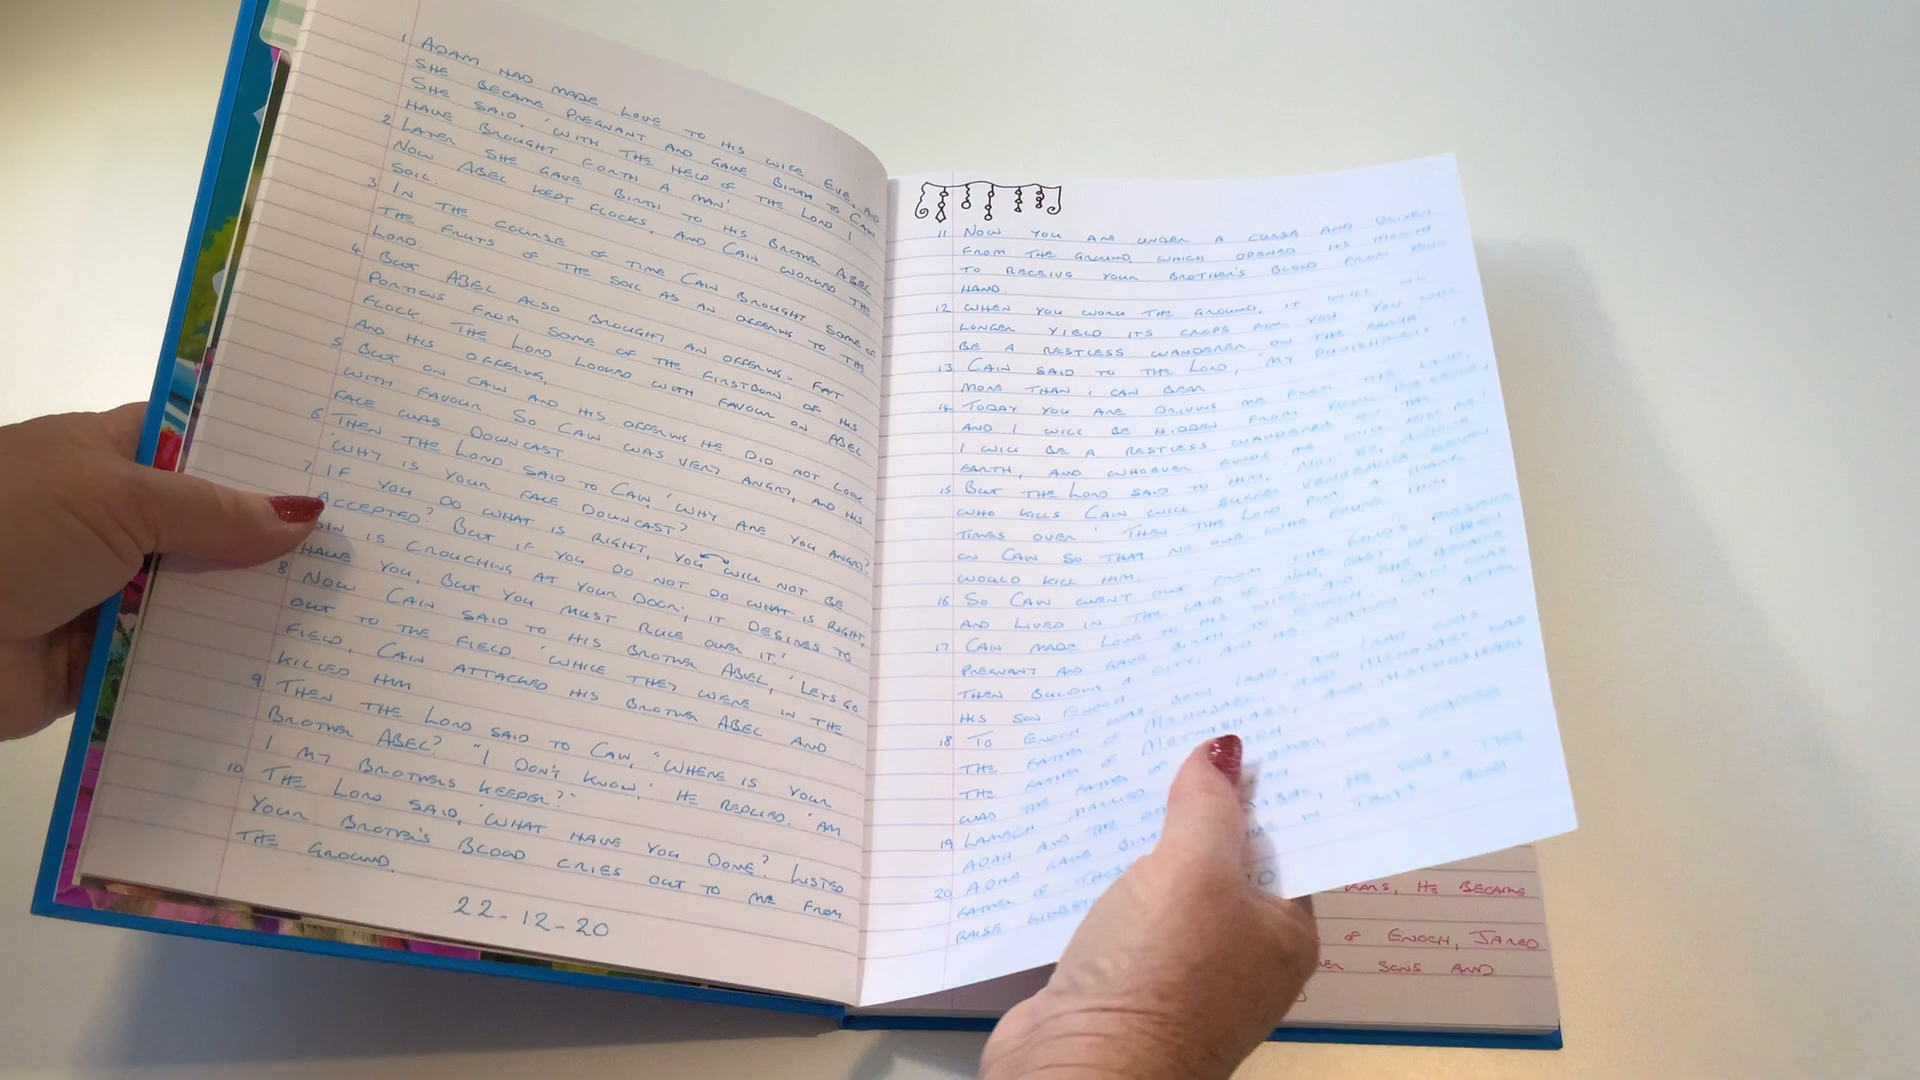 1 ADAM HAD MADE LOVE TO HIS WIFE EVE, AND
SHE BECAME PREGNANT AND GAVE BIRTH TO CAIN
SHE SAID, 'WITH THE HELP OF THE LORD I
HAVE BROUGHT FORTH A MAN'
2 LATER SHE GAVE BIRTH TO HIS BROTHER ABEL
NOW ABEL KEPT FLOCKS, AND CAIN WORKED THE
SOIL.
3 IN THE COURSE OF TIME CAIN BROUGHT SOME OF
THE FRUITS OF THE SOIL AS AN OFFERING TO THE
LORD.
4 BUT ABEL ALSO BROUGHT AN OFFERING - FAT
PORTIONS FROM SOME OF THE FIRSTBORN OF HIS
FLOCK THE LORD LOOKED WITH FAVOUR ON ABEL
AND HIS OFFERING,
5 BUT ON CAIN AND HIS OFFERING HE DID NOT LOOK
WITH FAVOUR. SO CAIN WAS VERY ANGRY, AND HIS
FACE WAS DOWNCAST
6 THEN THE LORD SAID TO CAIN, 'WHY ARE YOU ANGRY?
'WHY IS YOUR FACE DOWNCAST?
7 IF YOU DO WHAT IS RIGHT, YOU WILL NOT BE
ACCEPTED? BUT IF YOU DO NOT DO WHAT IS RIGHT,
SIN IS CROUCHING AT YOUR DOOR; IT DESIRES TO
HAVE YOU, BUT YOU MUST RULE OVER IT.'
8 NOW CAIN SAID TO HIS BROTHER ABEL, 'LETS GO
OUT TO THE FIELD. 'WHILE THEY WERE IN THE
FIELD, CAIN ATTACKED HIS BROTHER ABEL AND
KILLED HIM
9 THEN THE LORD SAID TO CAIN, "WHERE IS YOUR
BROTHER ABEL? "I DON'T KNOW,' HE REPLIED. 'AM
I MY BROTHERS KEEPER?'
10 THE LORD SAID, 'WHAT HAVE YOU DONE? LISTEN
YOUR BROTHER'S BLOOD CRIES OUT TO ME FROM
THE GROUND.
22-12-20
11 NOW YOU ARE UNDER A CURSE AND DRIVEN
FROM THE GROUND, WHICH OPENED ITS MOUTH
TO RECEIVE YOUR BROTHER'S BLOOD FROM YOUR
HAND.
12 WHEN YOU WORK THE GROUND, IT WILL NO
LONGER YIELD ITS CROPS FOR YOU YOU WILL
BE A RESTLESS WANDERER ON THE EARTH
13 CAIN SAID TO THE LORD, 'MY PUNISHMENT IS
MORE THAN I CAN BEAR
14 TODAY YOU ARE DRIVING ME FROM THE LAND,
AND I WILL BE HIDDEN FROM YOUR PRESENCE,
I WILL BE A RESTLESS WANDERER ON THE
EARTH, AND WHOEVER FINDS ME WILL KILL ME'
15 BUT THE LORD SAID TO HIM, 'NOT SO, ANYONE
WHO KILLS CAIN WILL SUFFER VENGEANCE SEVEN
TIMES OVER.' THEN THE LORD PUT A MARK
ON CAIN SO THAT NO ONE WHO FOUND HIM
WOULD KILL HIM.
16 SO CAIN WENT OUT FROM THE LORD'S PRESENCE
AND LIVED IN THE LAND OF NOD, EAST OF EDEN
17 CAIN MADE LOVE TO HIS WIFE, AND SHE BECAME
PREGNANT AND GAVE BIRTH TO ENOCH. CAIN WAS
THEN BUILDING A CITY, AND HE NAMED IT AFTER
HIS SON ENOCH
18 TO ENOCH WAS BORN IRAD, AND IRAD WAS
THE FATHER OF MEHUJAEL, AND MEHUJAEL WAS
THE FATHER OF AND METHUSHAEL
WAS THE FATHER OF
19 LAMECH MARRIED
ADAH AND THE
20 ADAH GAVE
FATHER OF THOSE
RAISE
HE BECAME
OF ENOCH, JARED
SONS AND